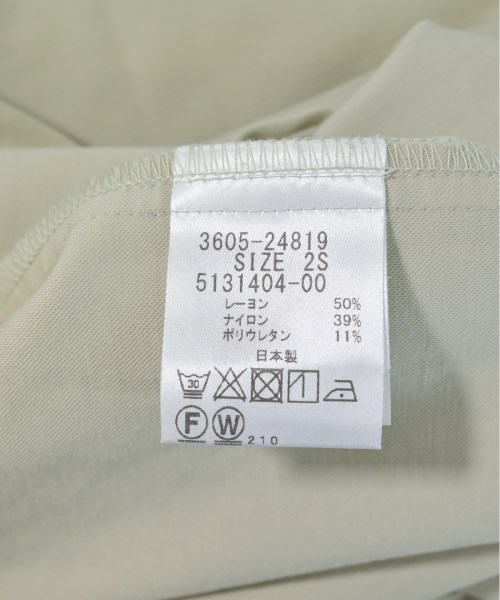 3605-24819
SIZE 2S
5131404-00
レーヨン 50%
ナイロン 39%
ポリウレタン 11%
日本製
30
F W 210